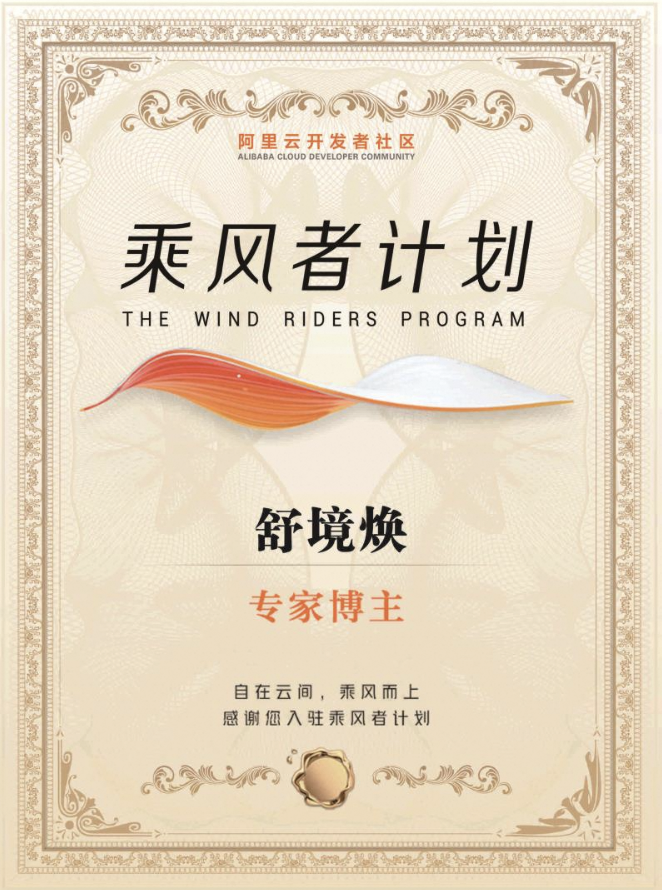 阿里云开发者社区
ALIBABA CLOUD DEVELOPER COMMUNITY
乘风者计划
THE WIND RIDERS PROGRAM
舒境焕
专家博主
自在云间，乘风而上
感谢您入驻乘风者计划